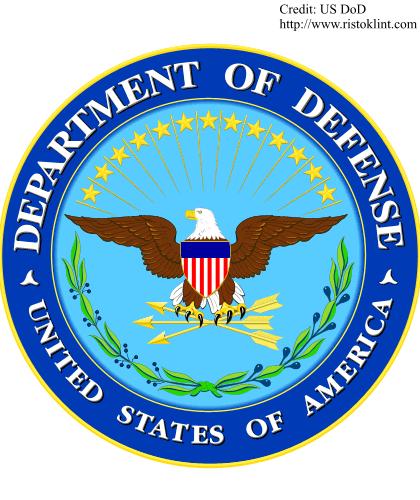 Credit: US DoD
http://www.ristoklint.com
DEPARTMENT OF DEFENSE
UNITED STATES OF AMERICA